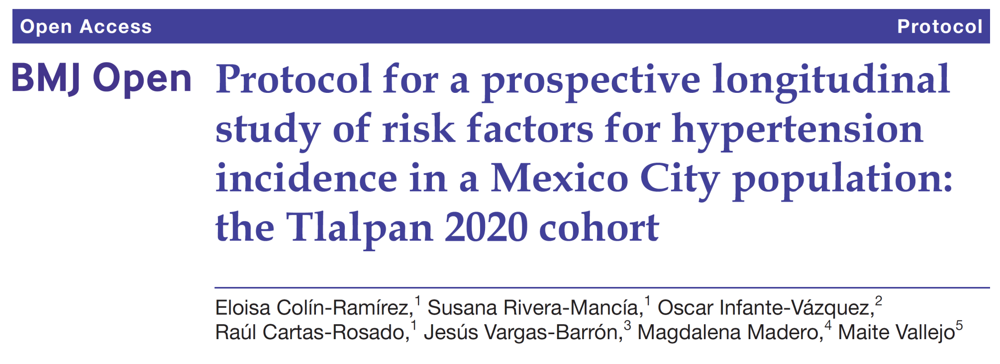 Open Access
Protocol
BMJ Open
Protocol for a prospective longitudinal
study of risk factors for hypertension
incidence in a Mexico City population:
the Tlalpan 2020 cohort
Eloisa Colín-Ramírez,1 Susana Rivera-Mancía,1 Oscar Infante-Vázquez,2
Raúl Cartas-Rosado,1 Jesús Vargas-Barrón,3 Magdalena Madero,4 Maite Vallejo5